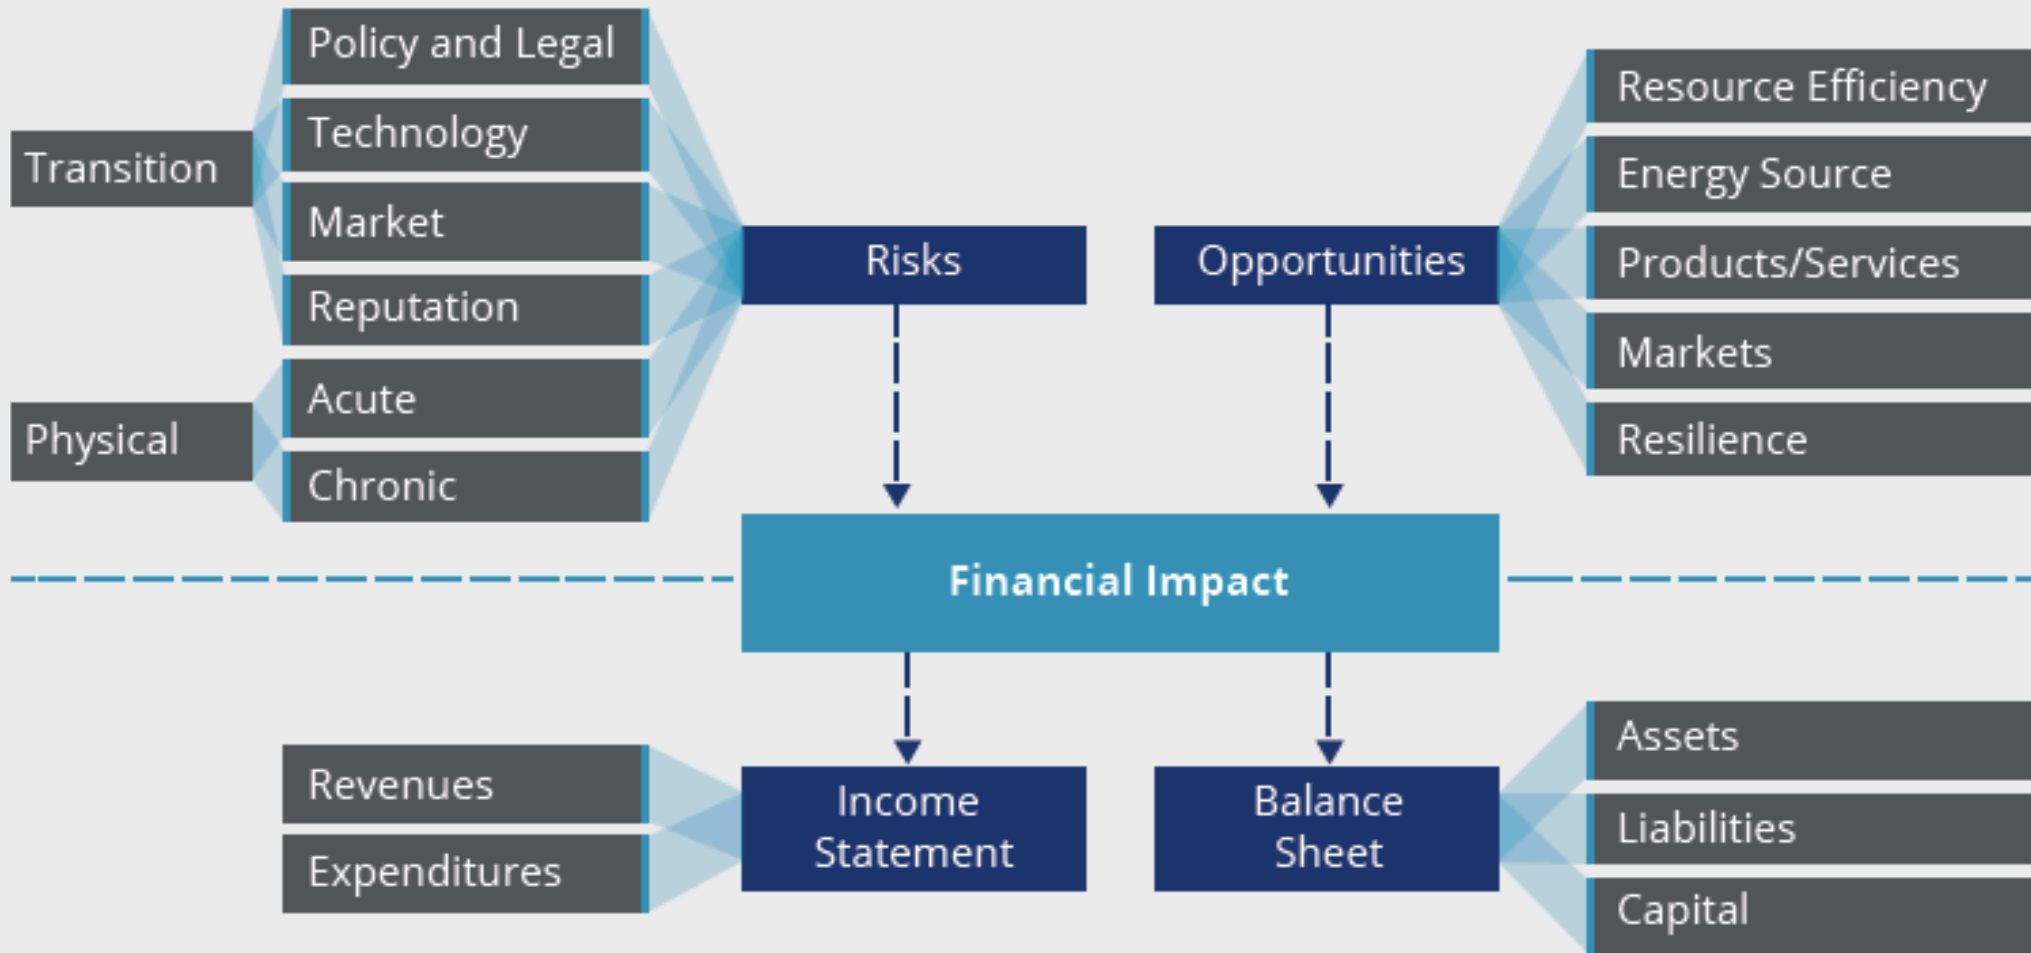 Transition
Physical
Policy and Legal
Technology
Market
Reputation
Acute
Chronic
Risks
Opportunities
Resource Efficiency
Energy Source
Products/Services
Markets
Resilience
Financial Impact
Revenues
Expenditures
Income
Statement
Balance
Sheet
Assets
Liabilities
Capital